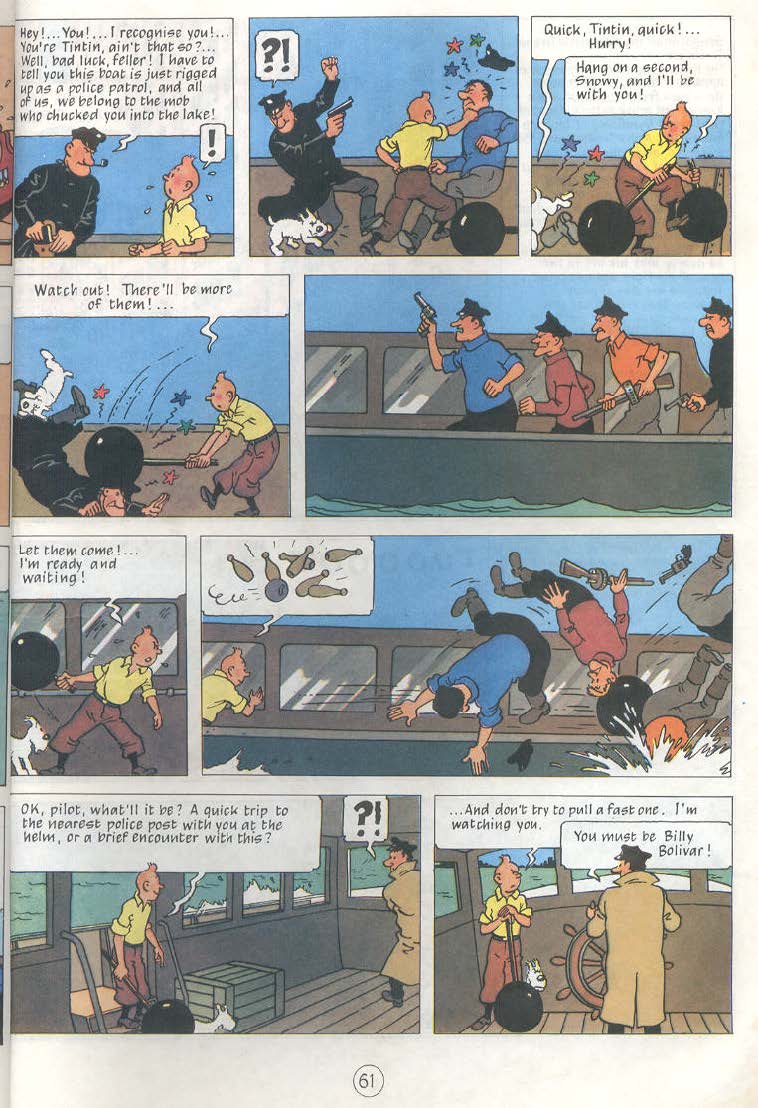 Hey!... You!... I recognise you!...
You're Tintin, ain't that so?...
Well, bad luck, feller! I have to
tell you this boat is just rigged
up as a police patrol, and all
of us, we belong to the mob
who chucked you into the lake!
!
?!
Quick, Tintin, quick!...
Hurry!
Hang on a second,
Snowy, and I'll be
with you!
Watch out! There'll be more
of them!...
Let them come!...
I'm ready and
waiting!
OK, pilot, what'll it be? A quick trip to
the nearest police post with you at the
helm, or a brief encounter with this?
?!
...And don't try to pull a fast one. I'm
watching you.
You must be Billy
Bolivar!
61